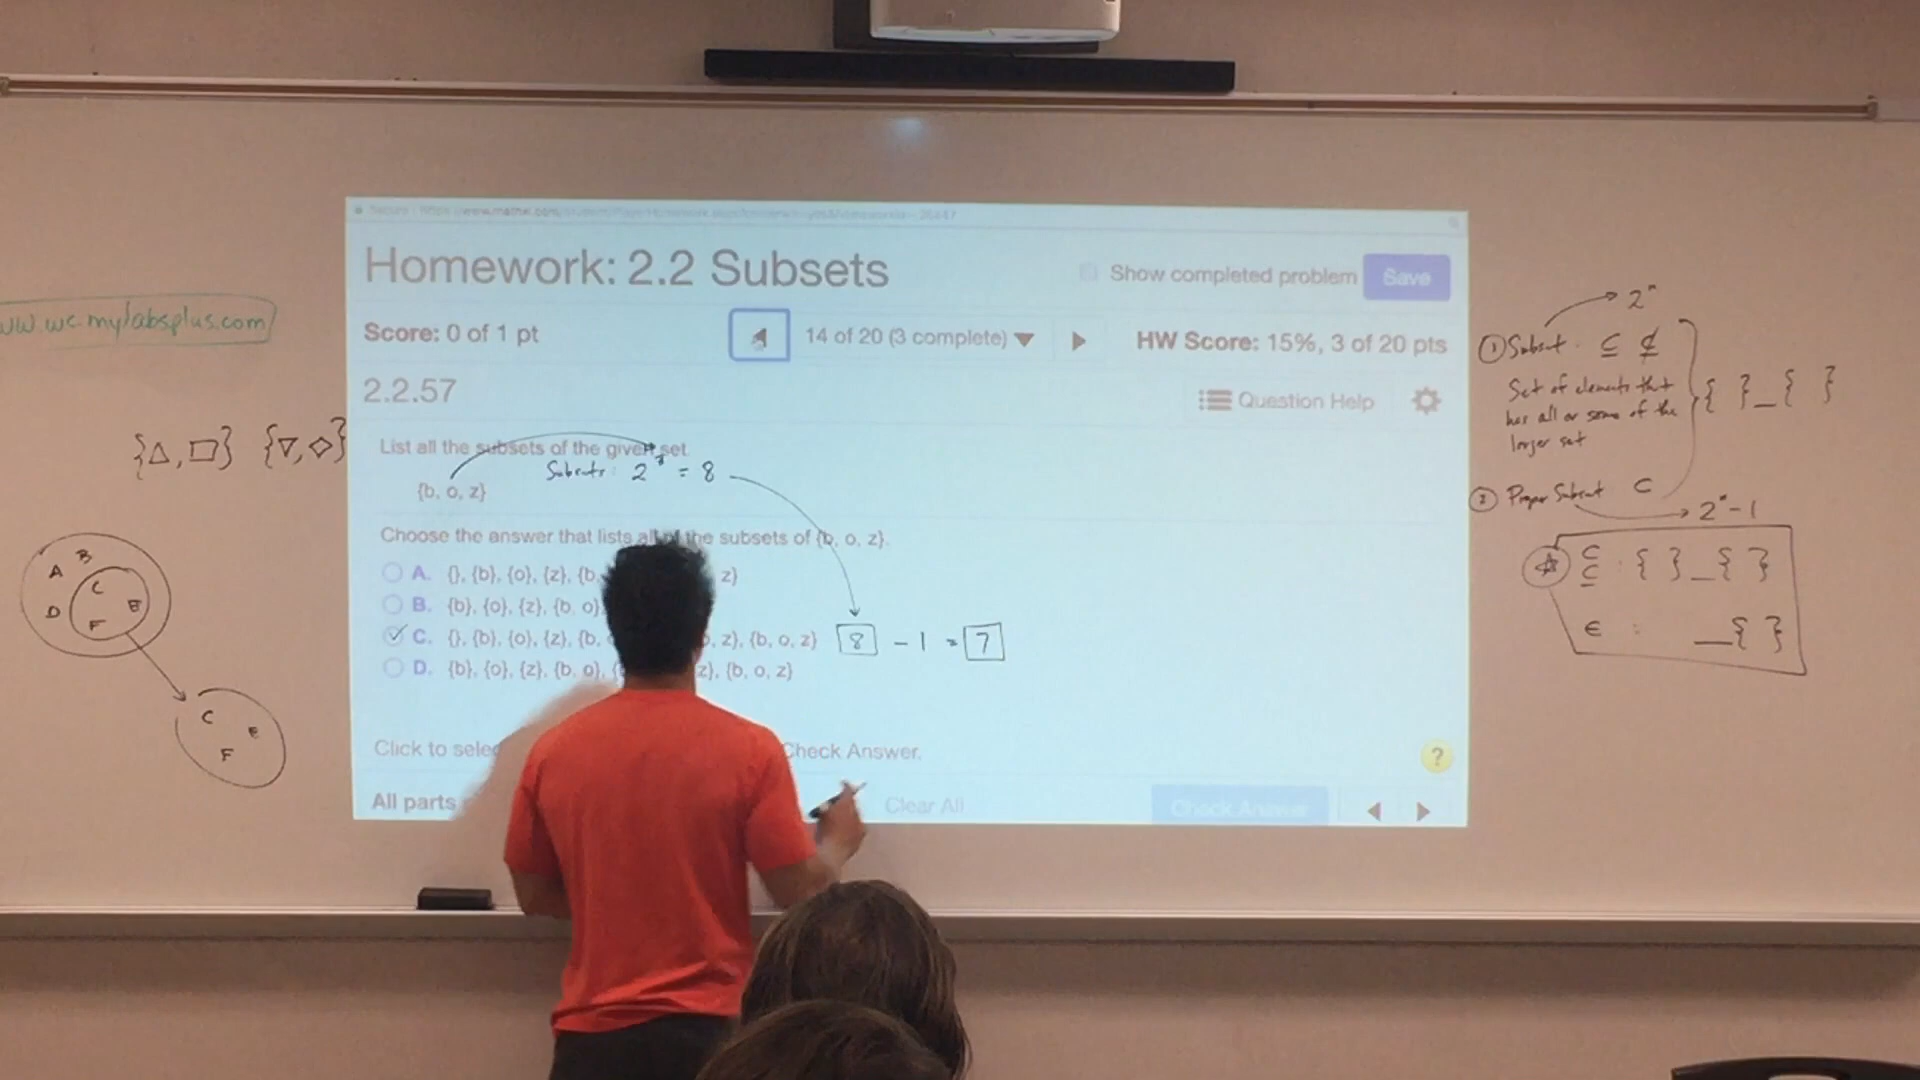 www.wc.mylabsplus.com
{△, □} {▽, ◇}
A B
D C E
F
C E
F
Homework: 2.2 Subsets
Show completed problem Save
Score: 0 of 1 pt
14 of 20 (3 complete)
HW Score: 15%, 3 of 20 pts
2.2.57
Question Help
List all the subsets of the given set.
Subsets: 2³ = 8
{b, o, z}
Choose the answer that lists all of the subsets of {b, o, z}.
A. {}, {b}, {o}, {z}, {b, z}
B. {b}, {o}, {z}, {b, o}
✓ C. {}, {b}, {o}, {z}, {b, z}, {b, o, z} 8 - 1 = 7
D. {b}, {o}, {z}, {b, o}, z}, {b, o, z}
Click to Check Answer.
All parts
Clear All
Check Answer
?
2ⁿ
① Subset: ⊆ ⊄
Set of elements that
has all or some of the
larger set
{ }_{ }
② Proper Subset ⊂
2ⁿ-1
⊂
⊆ : { }_{ }
∈ : _{ }